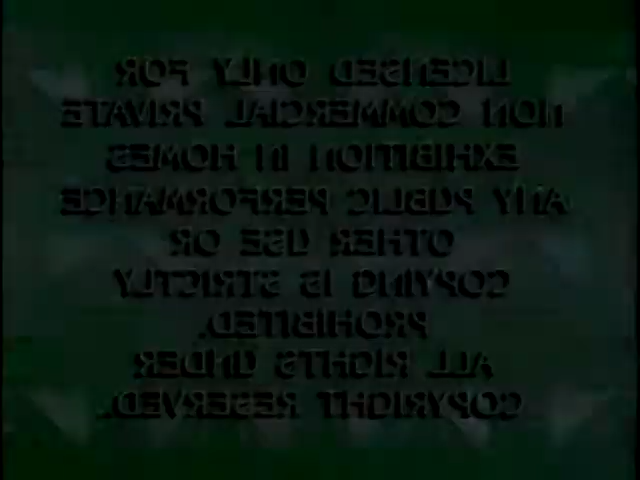 LICENSED ONLY FOR
NON COMMERCIAL PRIVATE
EXHIBITION IN HOMES
ANY PUBLIC PERFORMANCE
OTHER USE OR
COPYING IS STRICTLY
PROHIBITED.
ALL RIGHTS UNDER
COPYRIGHT RESERVED.